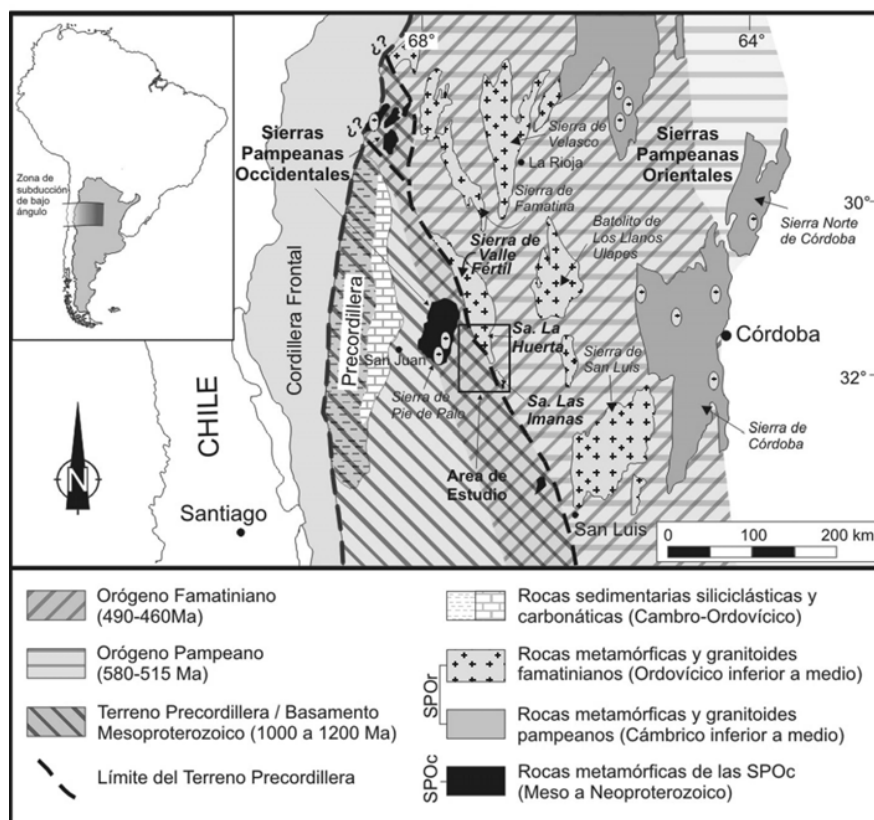 68°
64°
¿?
¿?
Zona de
subducción
de bajo
ángulo
Sierras
Pampeanas
Occidentales
Sierra de
Velasco
La Rioja
Sierra de
Famatina
Sierras
Pampeanas
Orientales
30°
Sierra Norte
de Córdoba
Sierra de
Valle
Fértil
Batolito de
Los Llanos
Ulapes
Cordillera Frontal
Precordillera
San Juan
Sierra de
Pie de Palo
Sa. La
Huerta
Sierra de
San Luis
Córdoba
32°
Sa. Las
Imanas
Sierra de
Córdoba
CHILE
N
Santiago
Area de
Estudio
San Luis
0 50 100 200 km
Orógeno Famatiniano
(490-460Ma)
Orógeno Pampeano
(580-515 Ma)
Terreno Precordillera / Basamento
Mesoproterozoico (1000 a 1200 Ma)
Límite del Terreno Precordillera
Rocas sedimentarias siliciclásticas y
carbonáticas (Cambro-Ordovícico)
SPOr
Rocas metamórficas y granitoides
famatinianos (Ordovícico inferior a medio)
Rocas metamórficas y granitoides
pampeanos (Cámbrico inferior a medio)
SPOc
Rocas metamórficas de las SPOc
(Meso a Neoproterozoico)